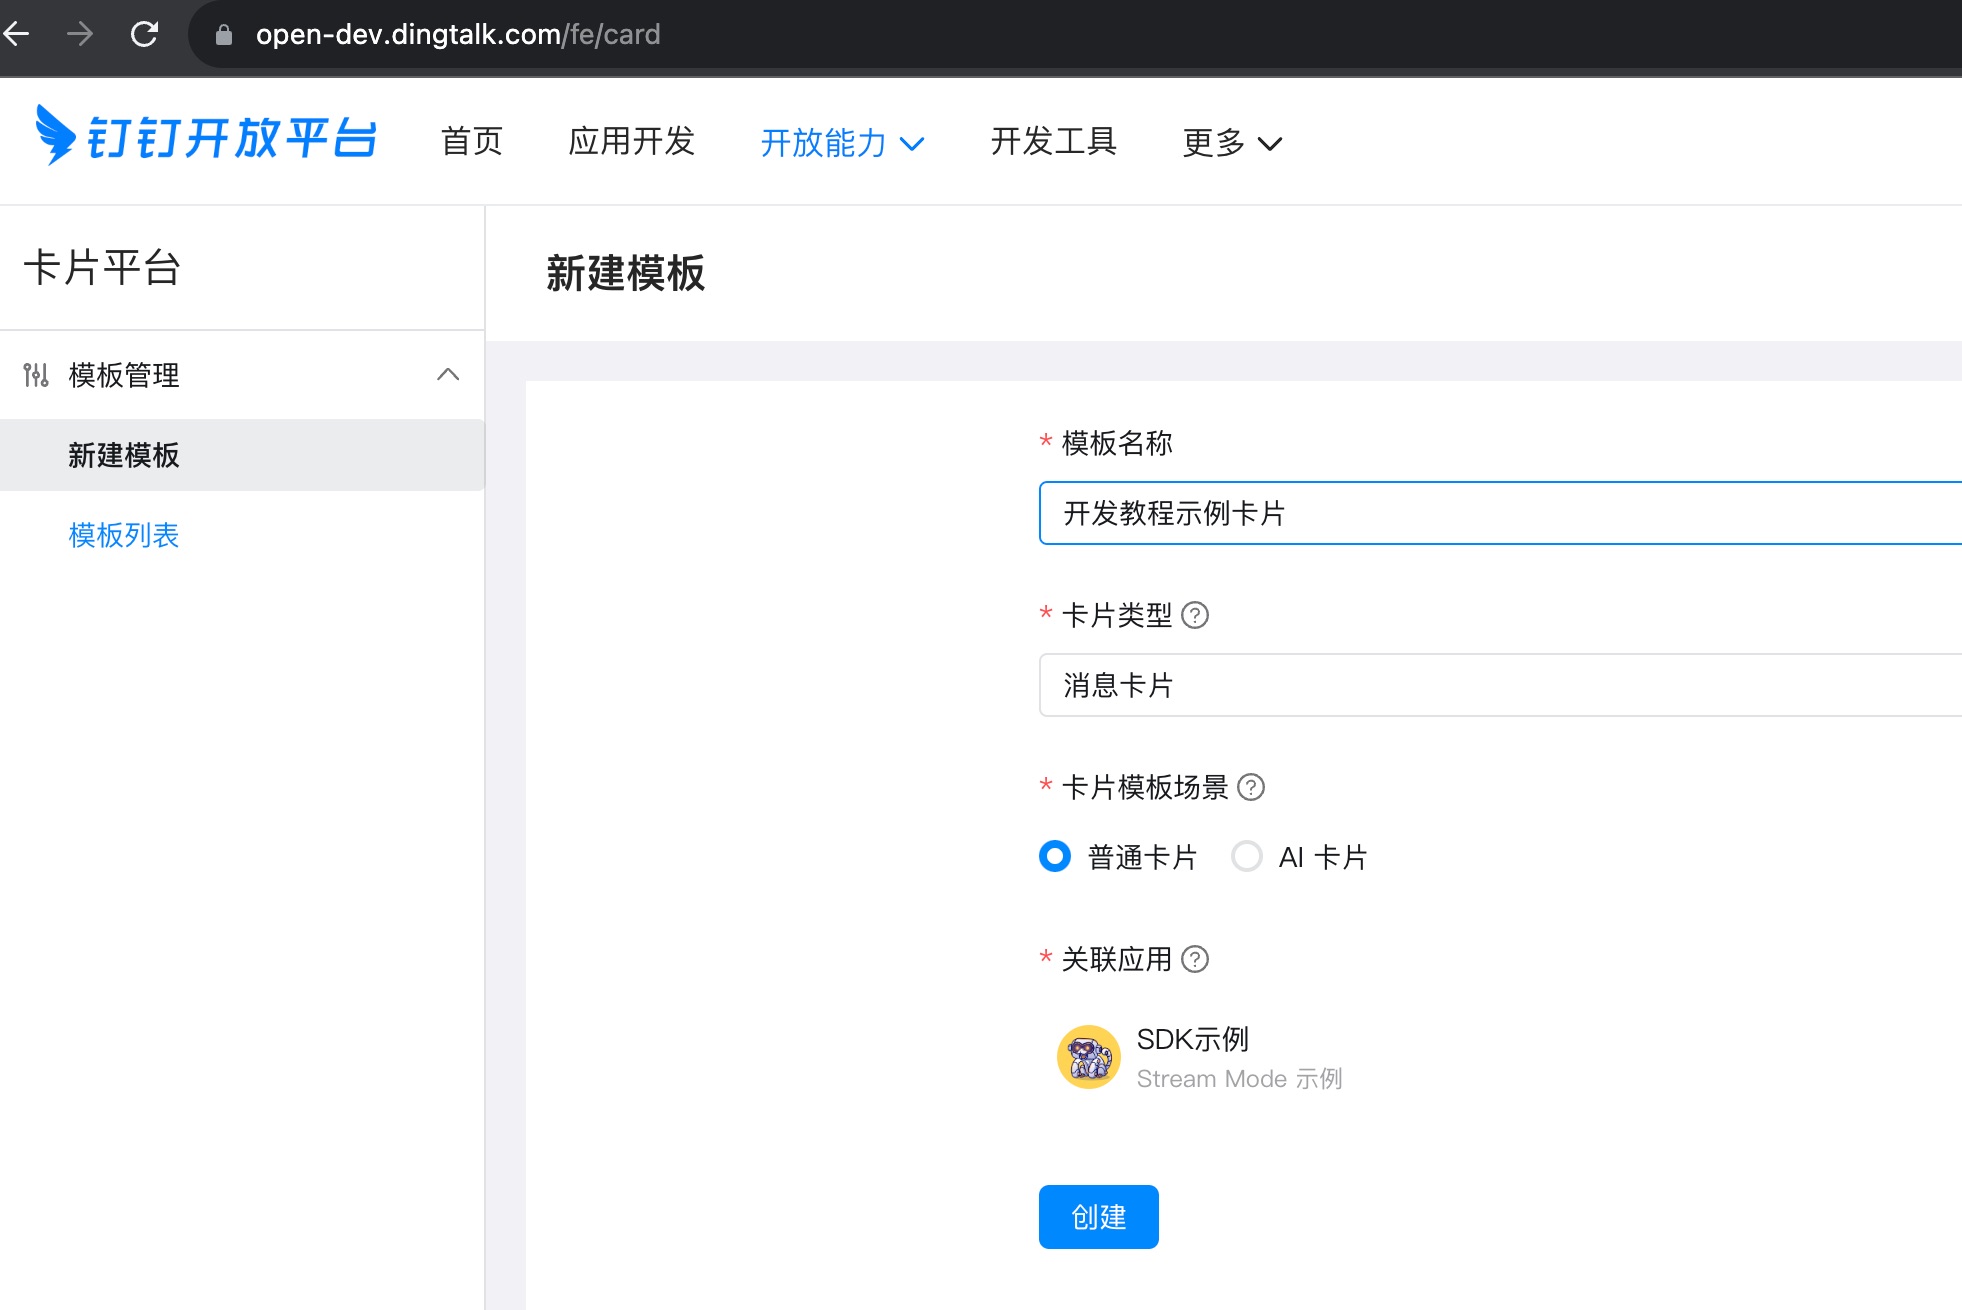 open-dev.dingtalk.com/fe/card
钉钉开放平台 首页 应用开发 开放能力 开发工具 更多
卡片平台
模板管理
新建模板
模板列表
新建模板
* 模板名称
开发教程示例卡片
* 卡片类型 ?
消息卡片
* 卡片模板场景 ?
普通卡片 AI 卡片
* 关联应用 ?
SDK示例
Stream Mode 示例
创建